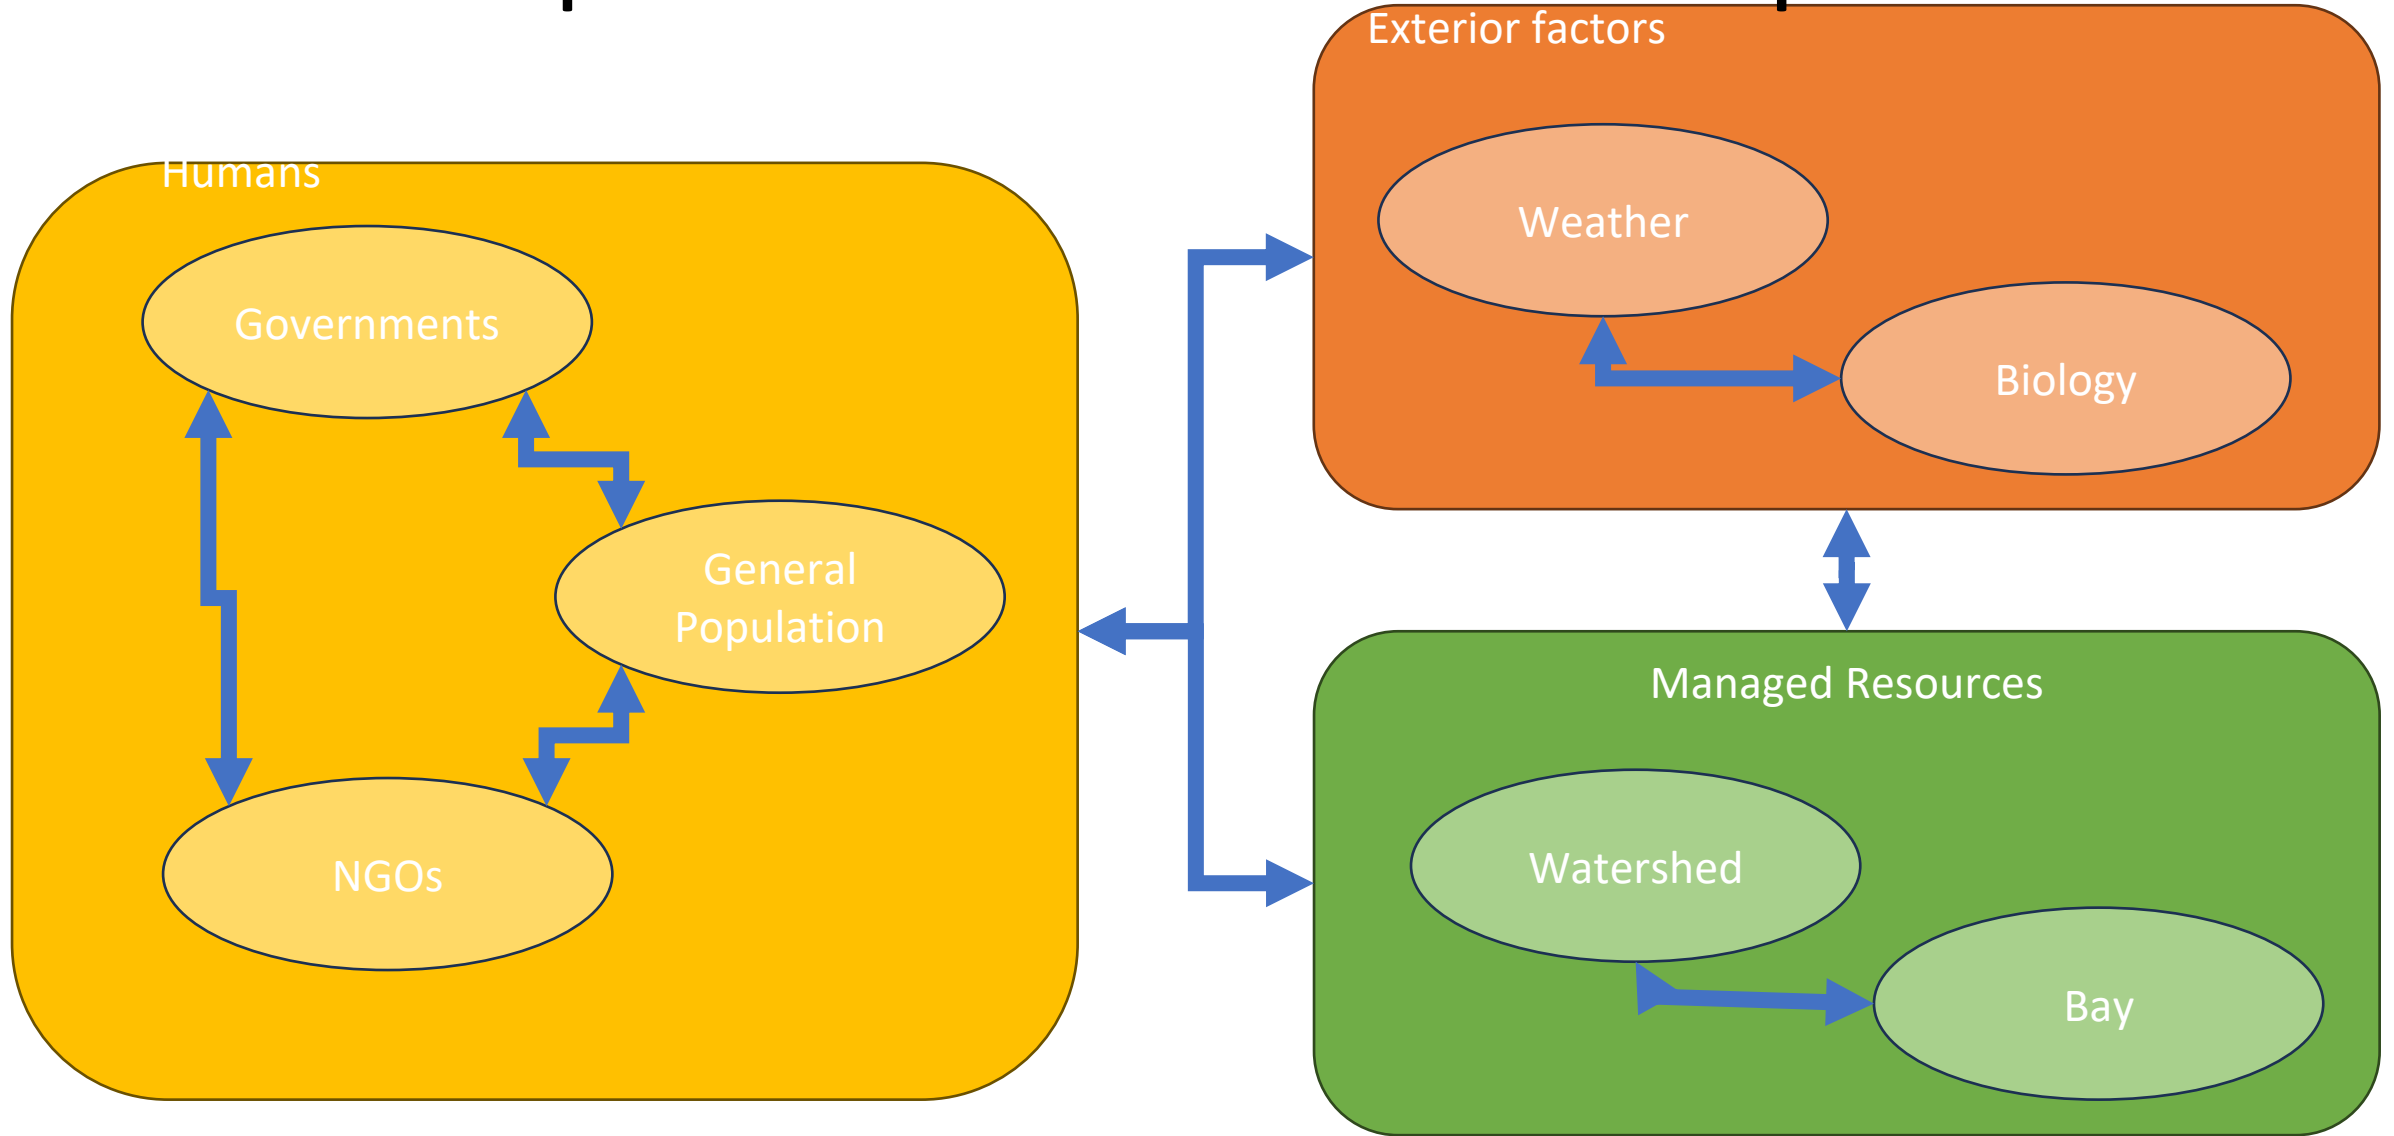 Exterior factors
Humans
Weather
Governments
Biology
General
Population
Managed Resources
Watershed
NGOs
Bay